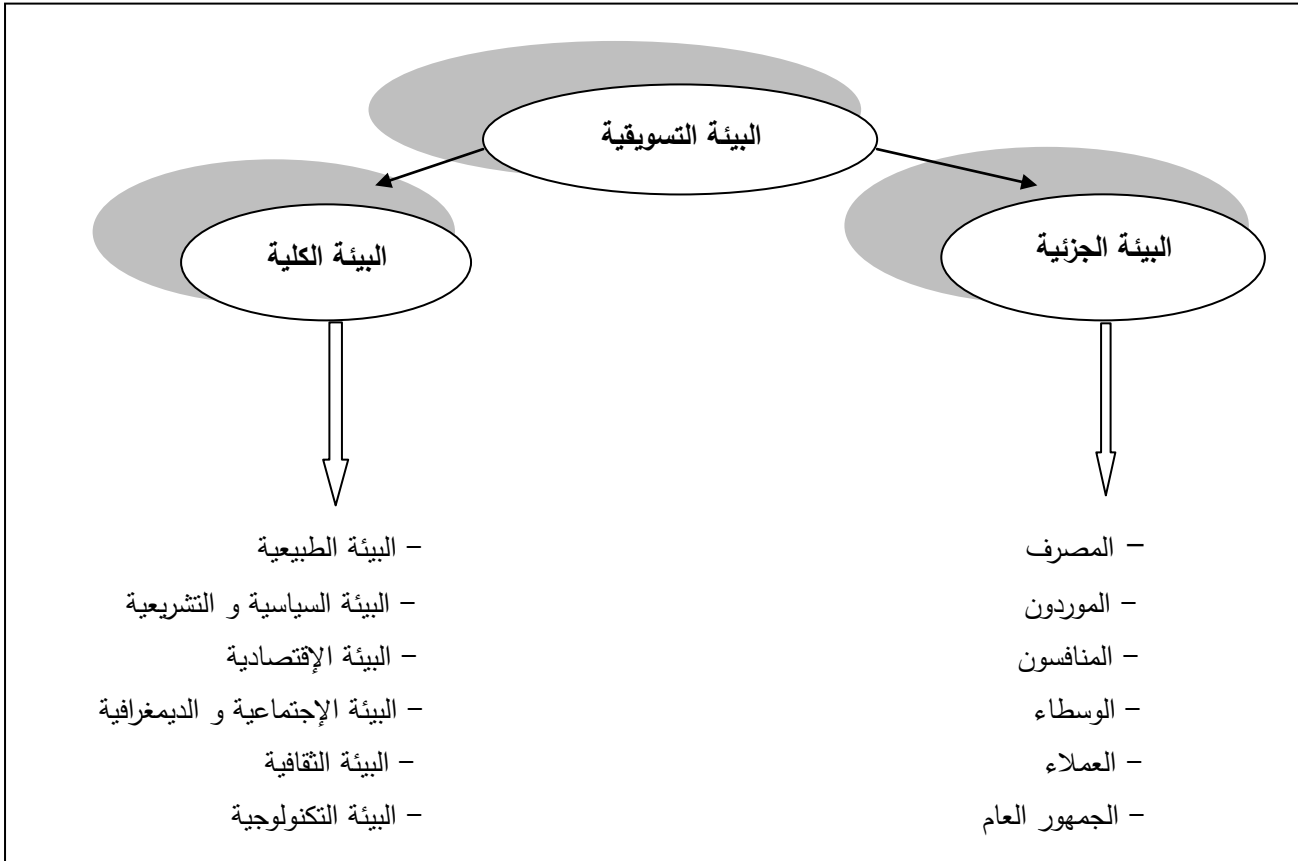 البيئة التسويقية
البيئة الجزئية
البيئة الكلية
– المصرف
– الموردون
– المنافسون
– الوسطاء
– العملاء
– الجمهور العام
– البيئة الطبيعية
– البيئة السياسية و التشريعية
– البيئة الإقتصادية
– البيئة الإجتماعية و الديمغرافية
– البيئة الثقافية
– البيئة التكنولوجية